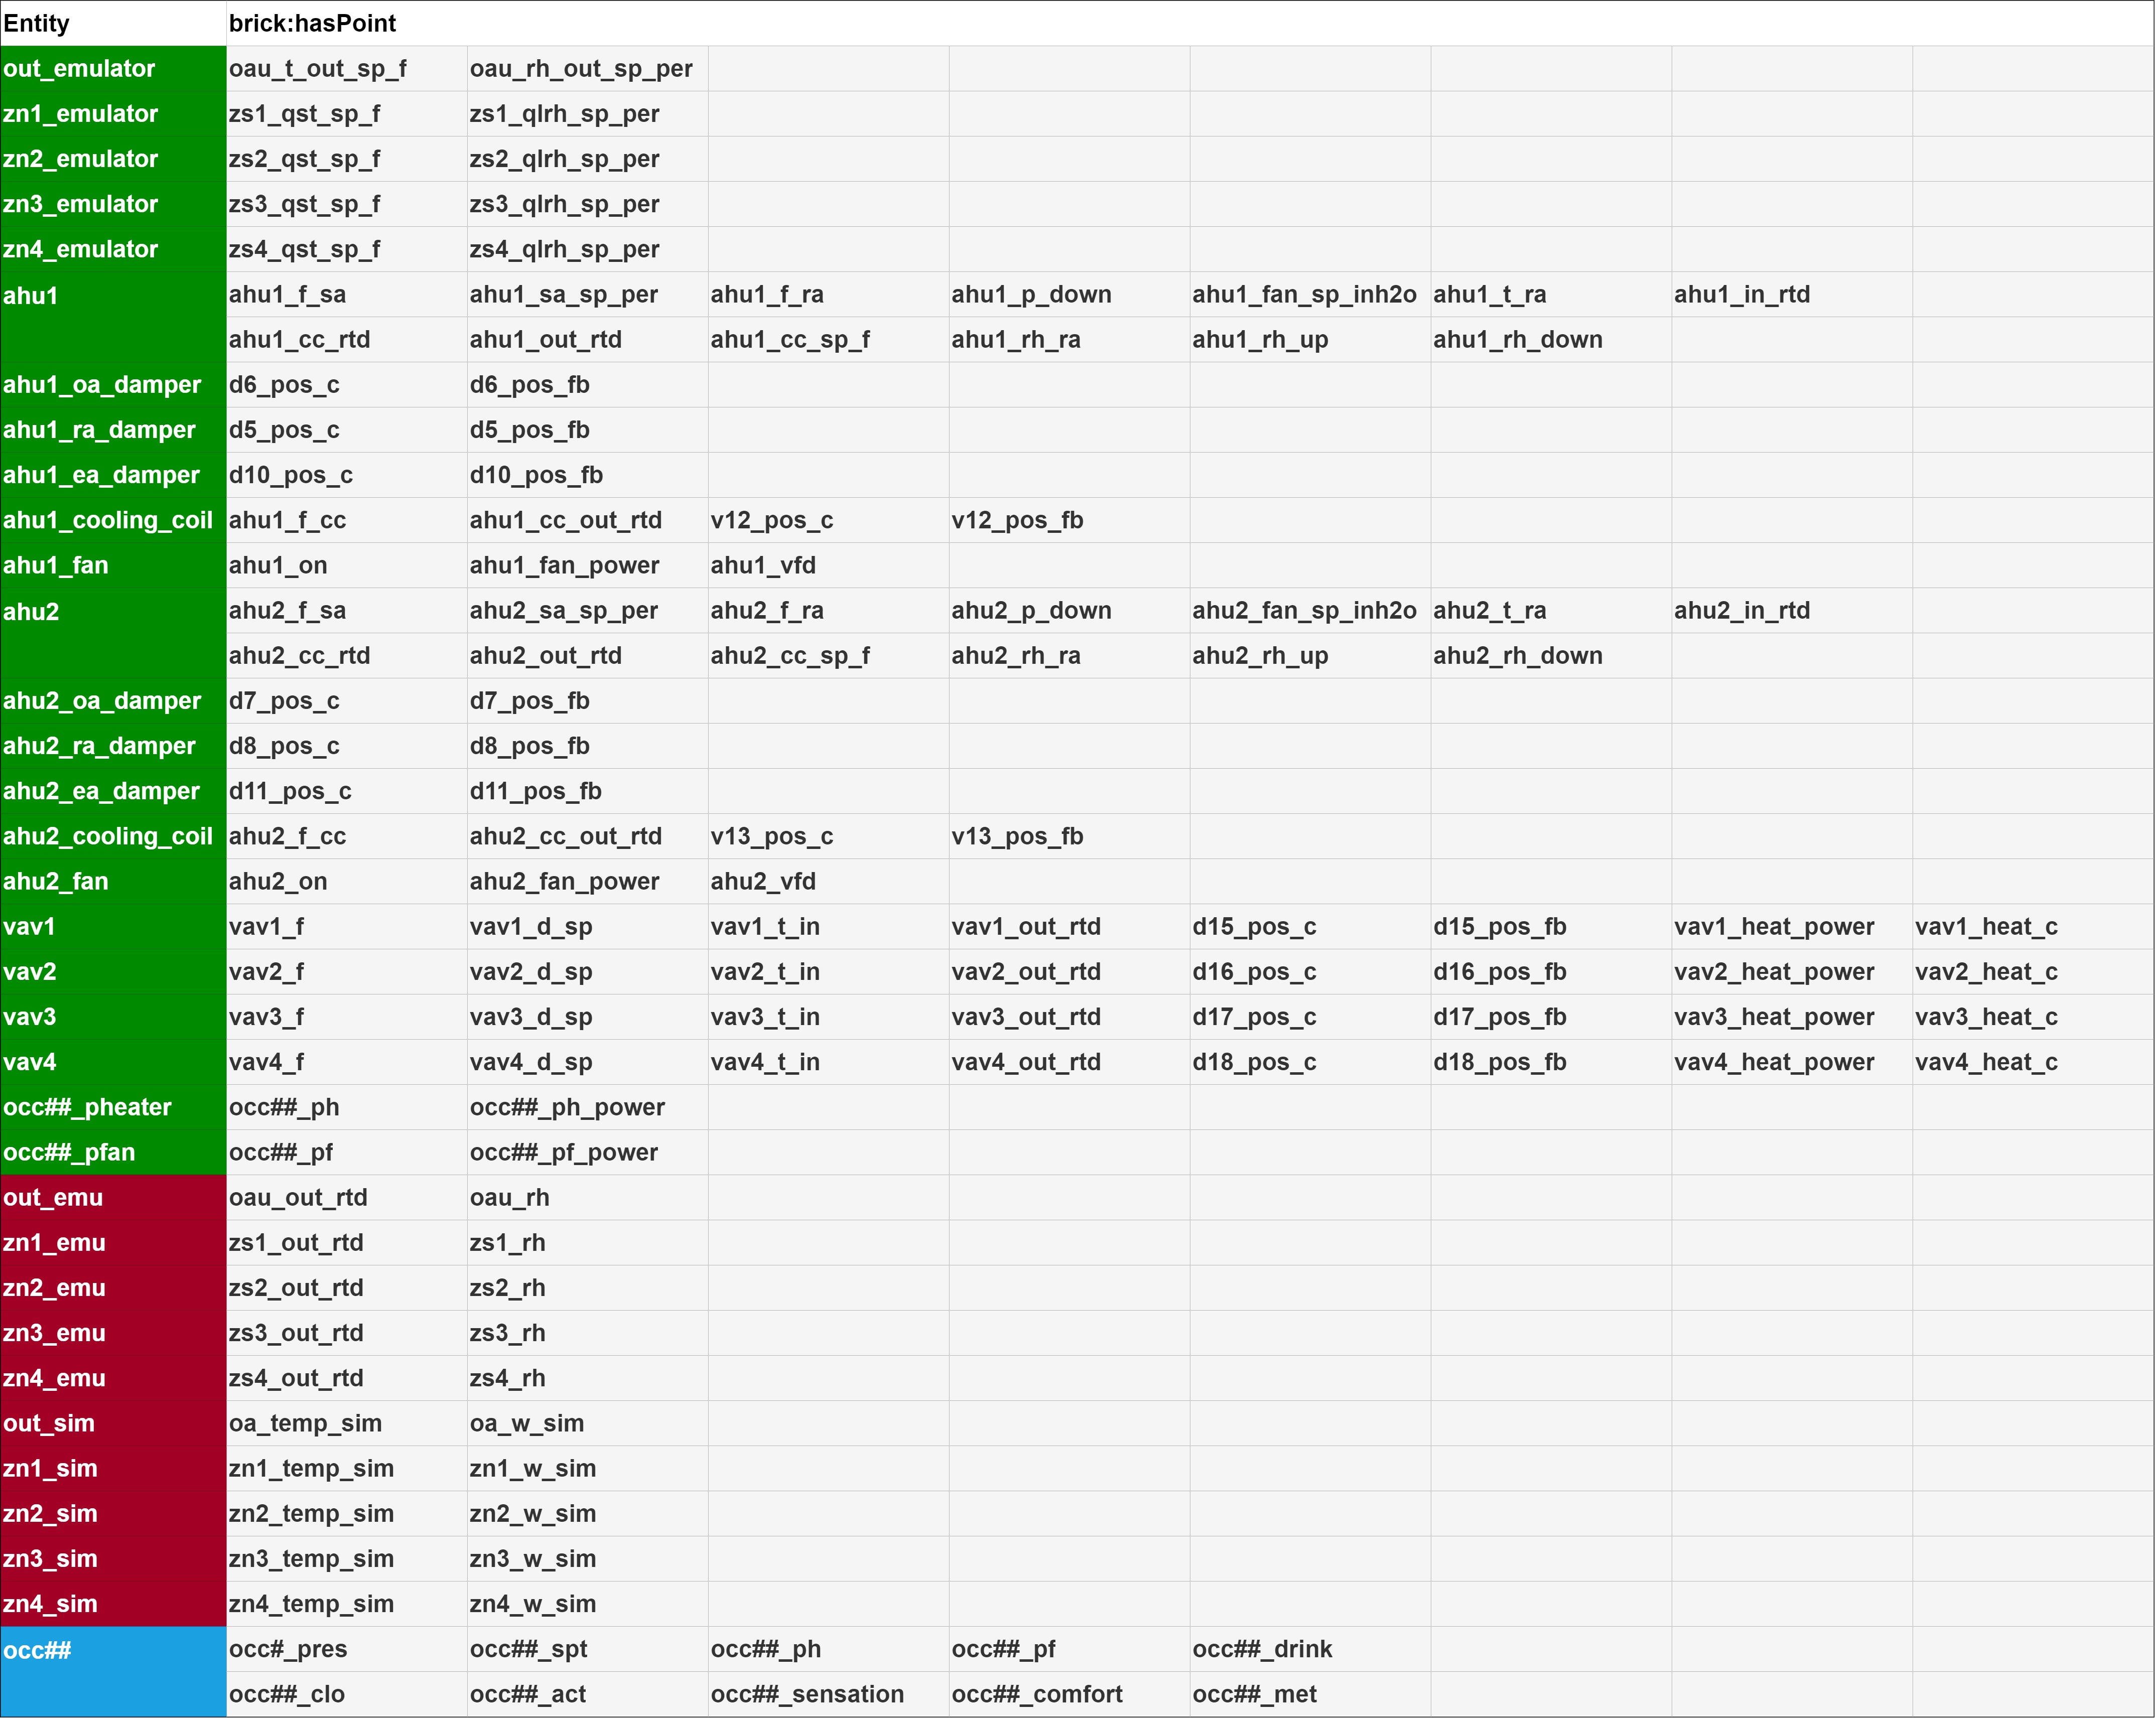 Entity brick:hasPoint
out_emulator oau_t_out_sp_f oau_rh_out_sp_per
zn1_emulator zs1_qst_sp_f zs1_qlrh_sp_per
zn2_emulator zs2_qst_sp_f zs2_qlrh_sp_per
zn3_emulator zs3_qst_sp_f zs3_qlrh_sp_per
zn4_emulator zs4_qst_sp_f zs4_qlrh_sp_per
ahu1 ahu1_f_sa ahu1_sa_sp_per ahu1_f_ra ahu1_p_down ahu1_fan_sp_inh2o ahu1_t_ra ahu1_in_rtd
ahu1_cc_rtd ahu1_out_rtd ahu1_cc_sp_f ahu1_rh_ra ahu1_rh_up ahu1_rh_down
ahu1_oa_damper d6_pos_c d6_pos_fb
ahu1_ra_damper d5_pos_c d5_pos_fb
ahu1_ea_damper d10_pos_c d10_pos_fb
ahu1_cooling_coil ahu1_f_cc ahu1_cc_out_rtd v12_pos_c v12_pos_fb
ahu1_fan ahu1_on ahu1_fan_power ahu1_vfd
ahu2 ahu2_f_sa ahu2_sa_sp_per ahu2_f_ra ahu2_p_down ahu2_fan_sp_inh2o ahu2_t_ra ahu2_in_rtd
ahu2_cc_rtd ahu2_out_rtd ahu2_cc_sp_f ahu2_rh_ra ahu2_rh_up ahu2_rh_down
ahu2_oa_damper d7_pos_c d7_pos_fb
ahu2_ra_damper d8_pos_c d8_pos_fb
ahu2_ea_damper d11_pos_c d11_pos_fb
ahu2_cooling_coil ahu2_f_cc ahu2_cc_out_rtd v13_pos_c v13_pos_fb
ahu2_fan ahu2_on ahu2_fan_power ahu2_vfd
vav1 vav1_f vav1_d_sp vav1_t_in vav1_out_rtd d15_pos_c d15_pos_fb vav1_heat_power vav1_heat_c
vav2 vav2_f vav2_d_sp vav2_t_in vav2_out_rtd d16_pos_c d16_pos_fb vav2_heat_power vav2_heat_c
vav3 vav3_f vav3_d_sp vav3_t_in vav3_out_rtd d17_pos_c d17_pos_fb vav3_heat_power vav3_heat_c
vav4 vav4_f vav4_d_sp vav4_t_in vav4_out_rtd d18_pos_c d18_pos_fb vav4_heat_power vav4_heat_c
occ##_pheater occ##_ph occ##_ph_power
occ##_pfan occ##_pf occ##_pf_power
out_emu oau_out_rtd oau_rh
zn1_emu zs1_out_rtd zs1_rh
zn2_emu zs2_out_rtd zs2_rh
zn3_emu zs3_out_rtd zs3_rh
zn4_emu zs4_out_rtd zs4_rh
out_sim oa_temp_sim oa_w_sim
zn1_sim zn1_temp_sim zn1_w_sim
zn2_sim zn2_temp_sim zn2_w_sim
zn3_sim zn3_temp_sim zn3_w_sim
zn4_sim zn4_temp_sim zn4_w_sim
occ## occ#_pres occ##_spt occ##_ph occ##_pf occ##_drink
occ##_clo occ##_act occ##_sensation occ##_comfort occ##_met